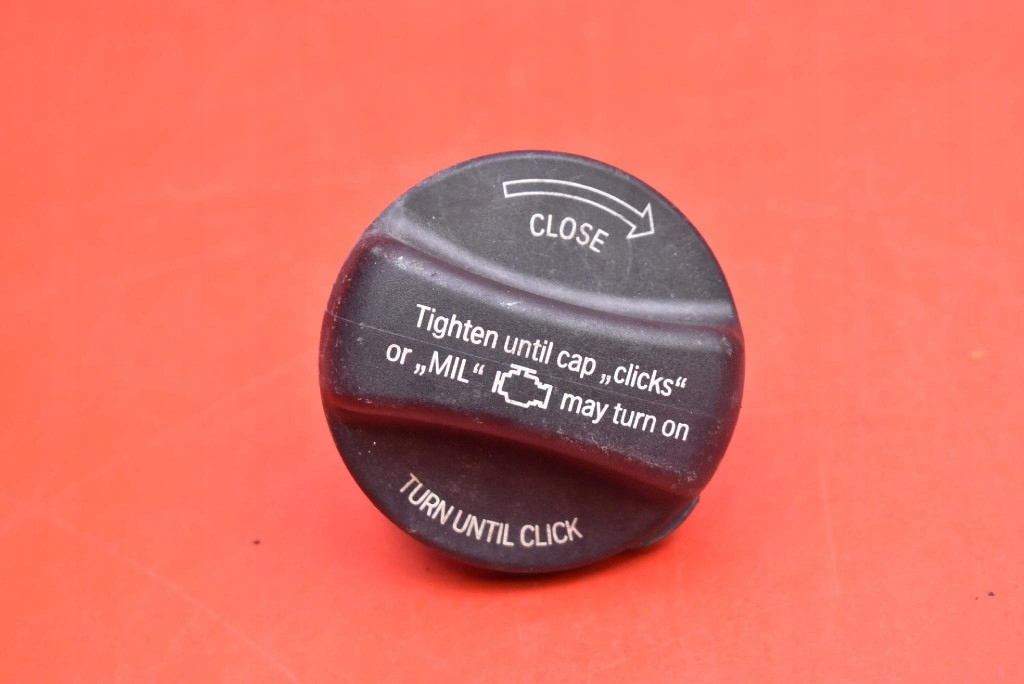 CLOSE
Tighten until cap „clicks“
or „MIL“ may turn on
TURN UNTIL CLICK